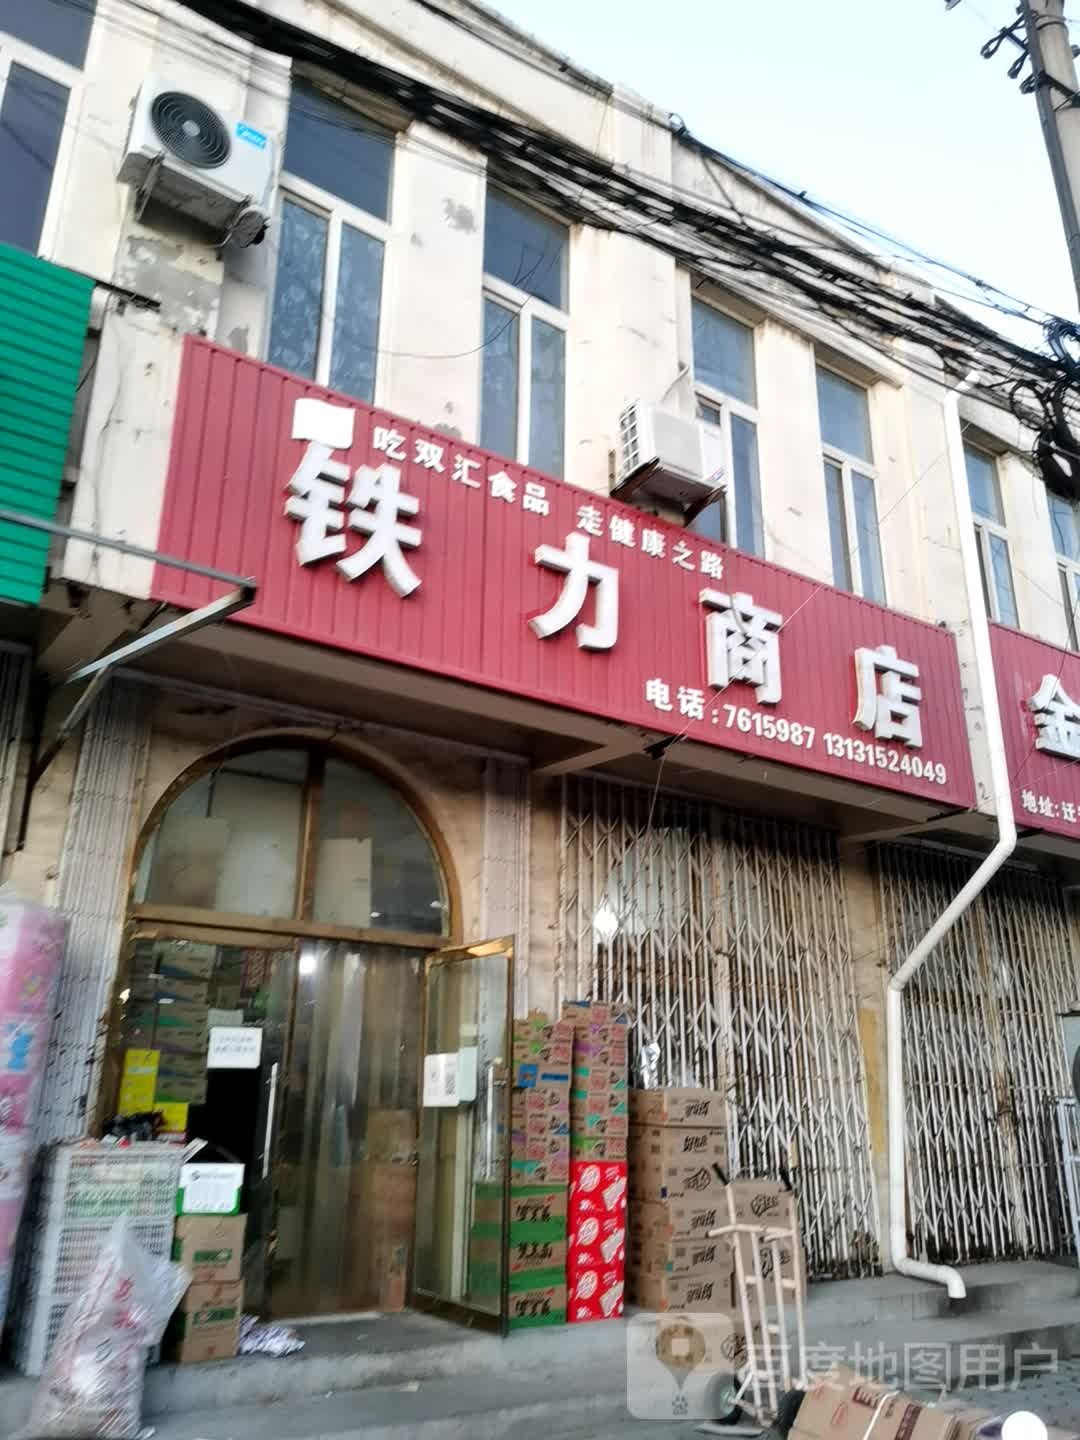 吃双汇食品 走健康之路
铁力商店
电话:7615987 13131524049
金
地址:迁
百度地图用户